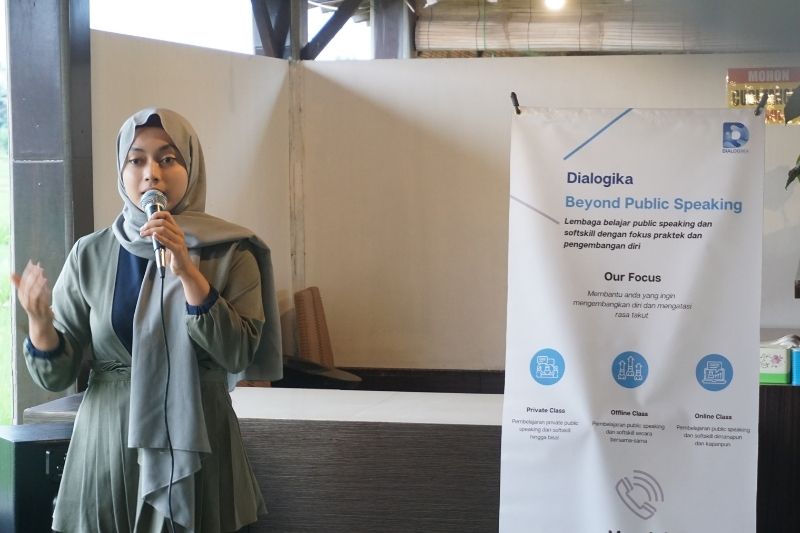 MOHON
DIALOGIKA
Dialogika
Beyond Public Speaking
Lembaga belajar public speaking dan
softskill dengan fokus praktek dan
pengembangan diri
Our Focus
Membantu anda yang ingin
mengembangkan diri dan mengatasi
rasa takut
Private Class
Pembelajaran private public
speaking dan softskill
hingga bisa!
Offline Class
Pembelajaran public speaking
dan softskill secara
bersama-sama
Online Class
Pembelajaran public speaking
dan softskill dimanapun
dan kapanpun